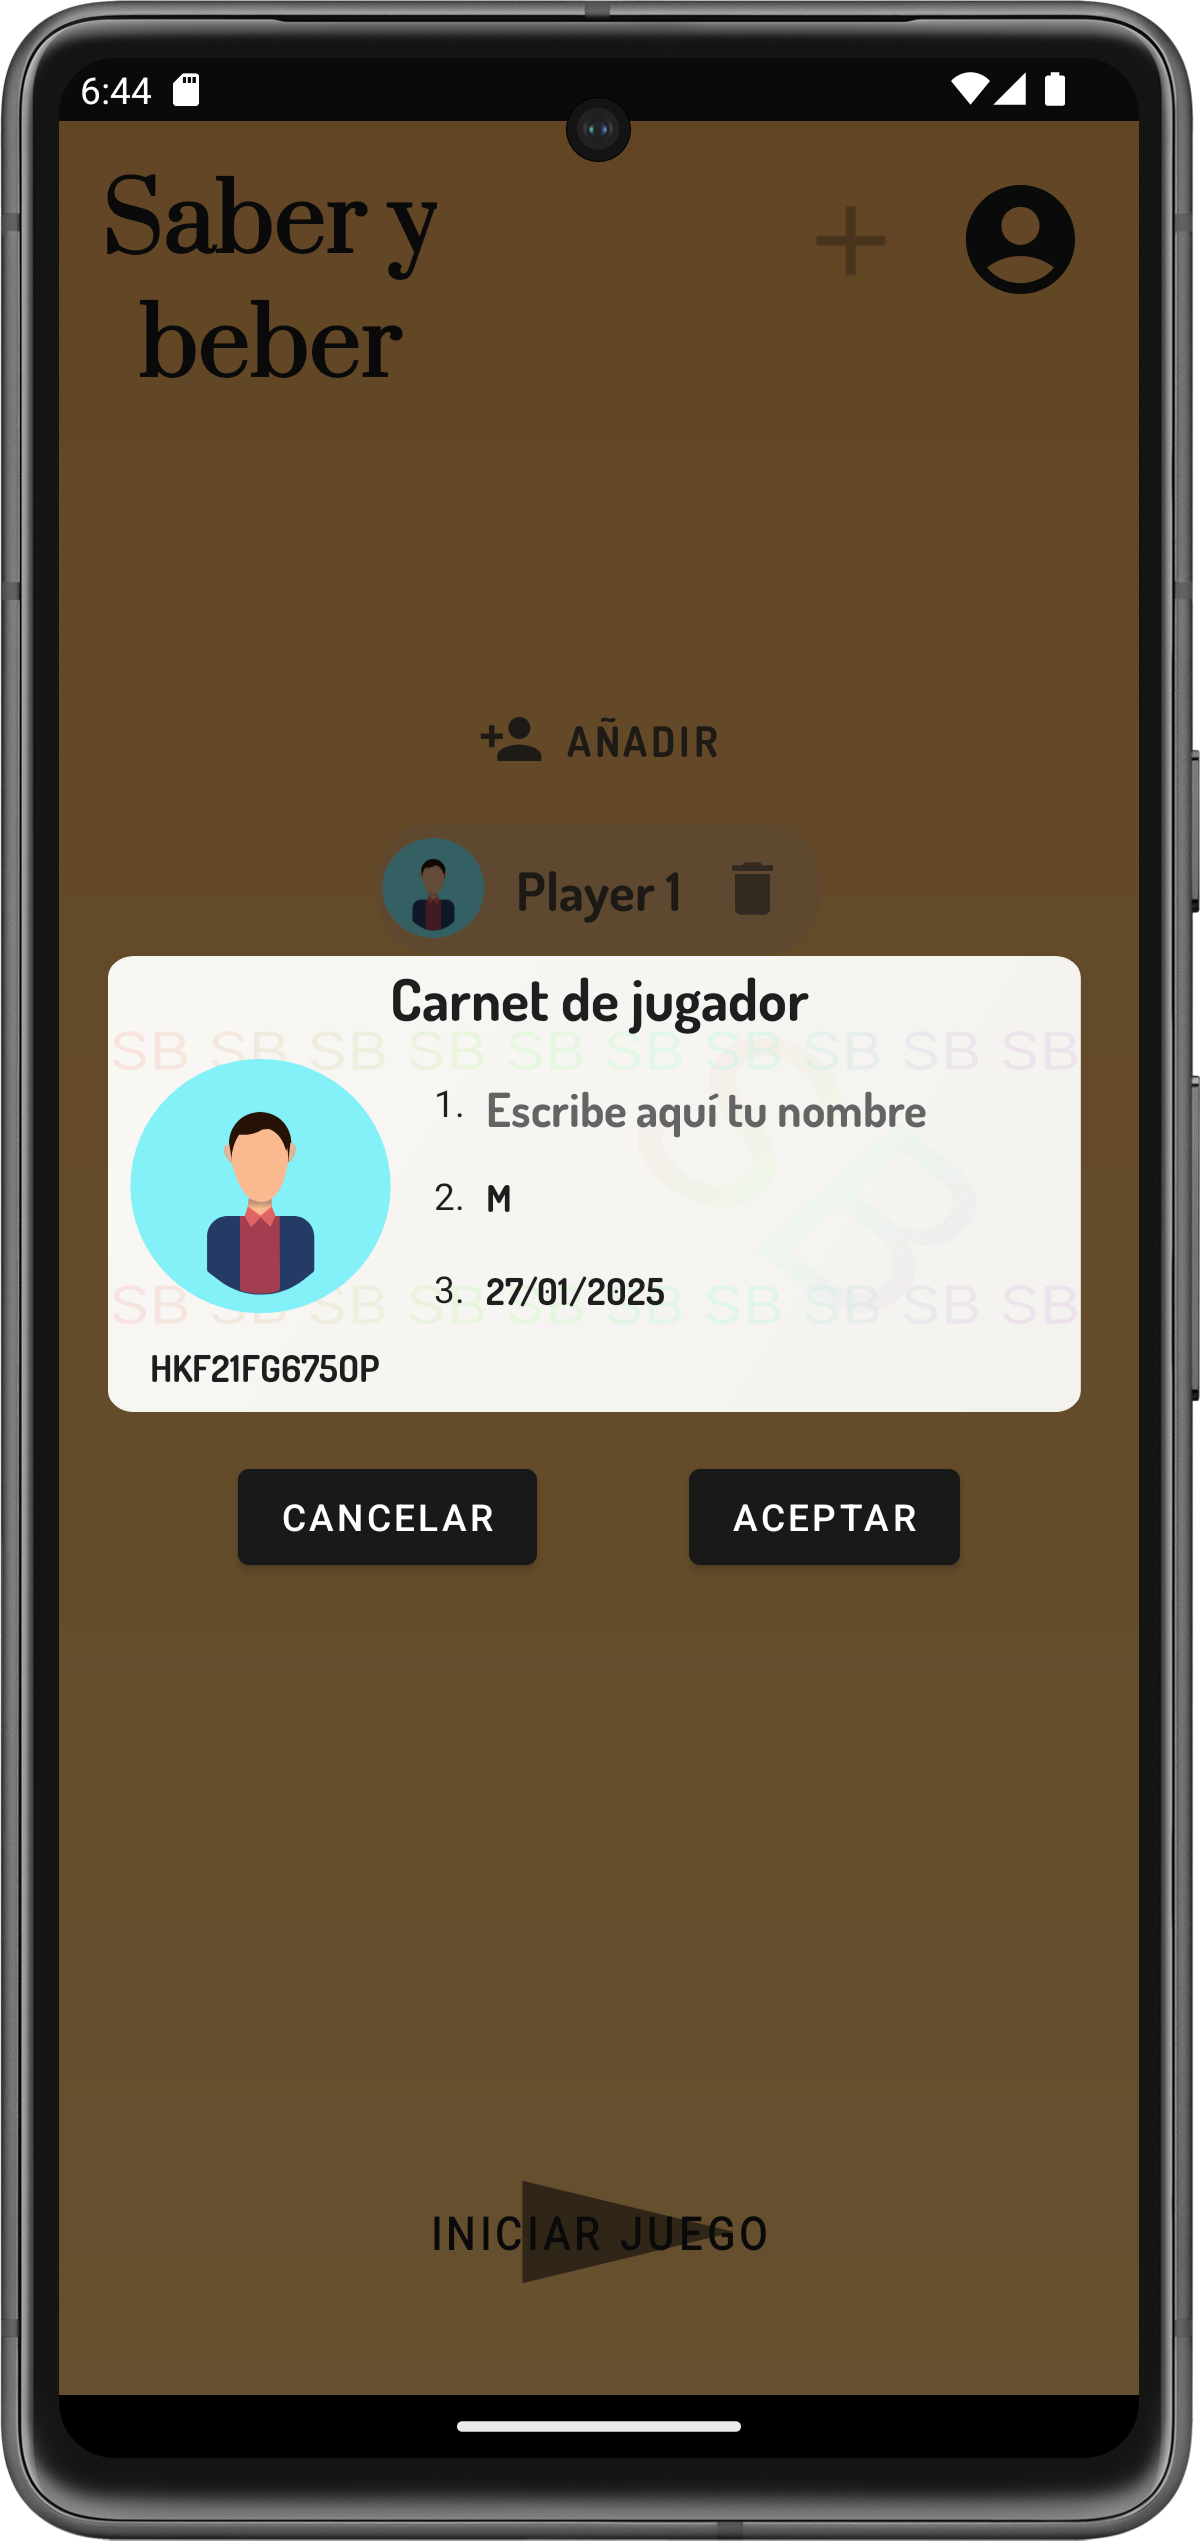 6:44
Saber y
beber
AÑADIR
Player 1
Carnet de jugador
SB SB SB SB SB SB SB SB SB SB
1. Escribe aquí tu nombre
SB
2. M
3. 27/01/2025
SB SB SB SB SB SB SB SB SB SB
HKF21FG6750P
CANCELAR ACEPTAR
INICIAR JUEGO